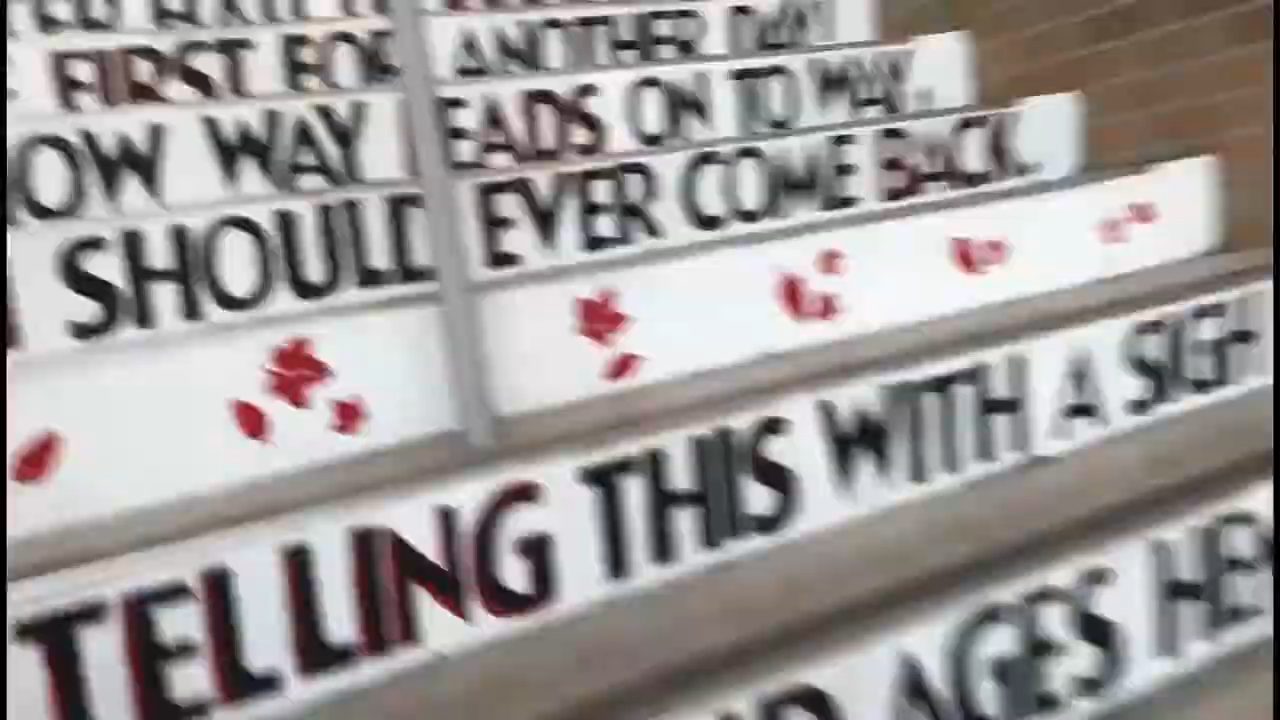 FIRST FOR ANOTHER DAY!
OW WAY LEADS ON TO WAY,
SHOULD EVER COME BACK.
TELLING THIS WITH A SIGH
AGES HEN